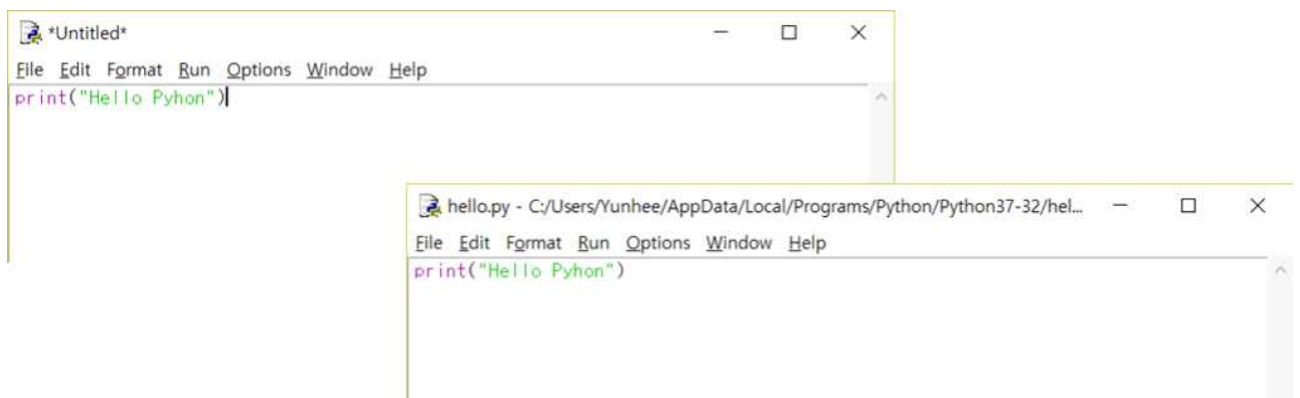 *Untitled*
File Edit Format Run Options Window Help
print("Hello Pyhon")
hello.py - C:/Users/Yunhee/AppData/Local/Programs/Python/Python37-32/hel...
File Edit Format Run Options Window Help
print("Hello Pyhon")